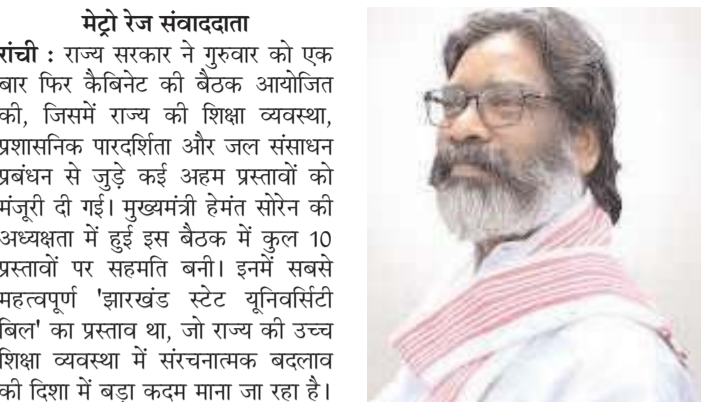 मेट्रो रेज संवाददाता
रांची : राज्य सरकार ने गुरुवार को एक
बार फिर कैबिनेट की बैठक आयोजित
की, जिसमें राज्य की शिक्षा व्यवस्था,
प्रशासनिक पारदर्शिता और जल संसाधन
प्रबंधन से जुड़े कई अहम प्रस्तावों को
मंजूरी दी गई। मुख्यमंत्री हेमंत सोरेन की
अध्यक्षता में हुई इस बैठक में कुल 10
प्रस्तावों पर सहमति बनी। इनमें सबसे
महत्वपूर्ण 'झारखंड स्टेट यूनिवर्सिटी
बिल' का प्रस्ताव था, जो राज्य की उच्च
शिक्षा व्यवस्था में संरचनात्मक बदलाव
की दिशा में बड़ा कदम माना जा रहा है।